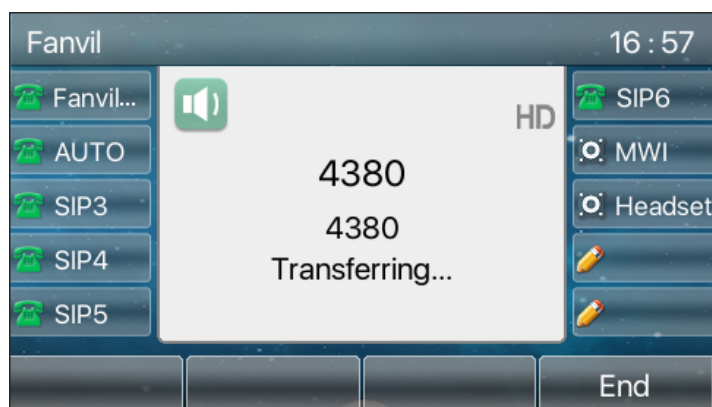 Fanvil
16 : 57
Fanvil...
AUTO
SIP3
SIP4
SIP5
HD
4380
4380
Transferring...
SIP6
MWI
Headset
End